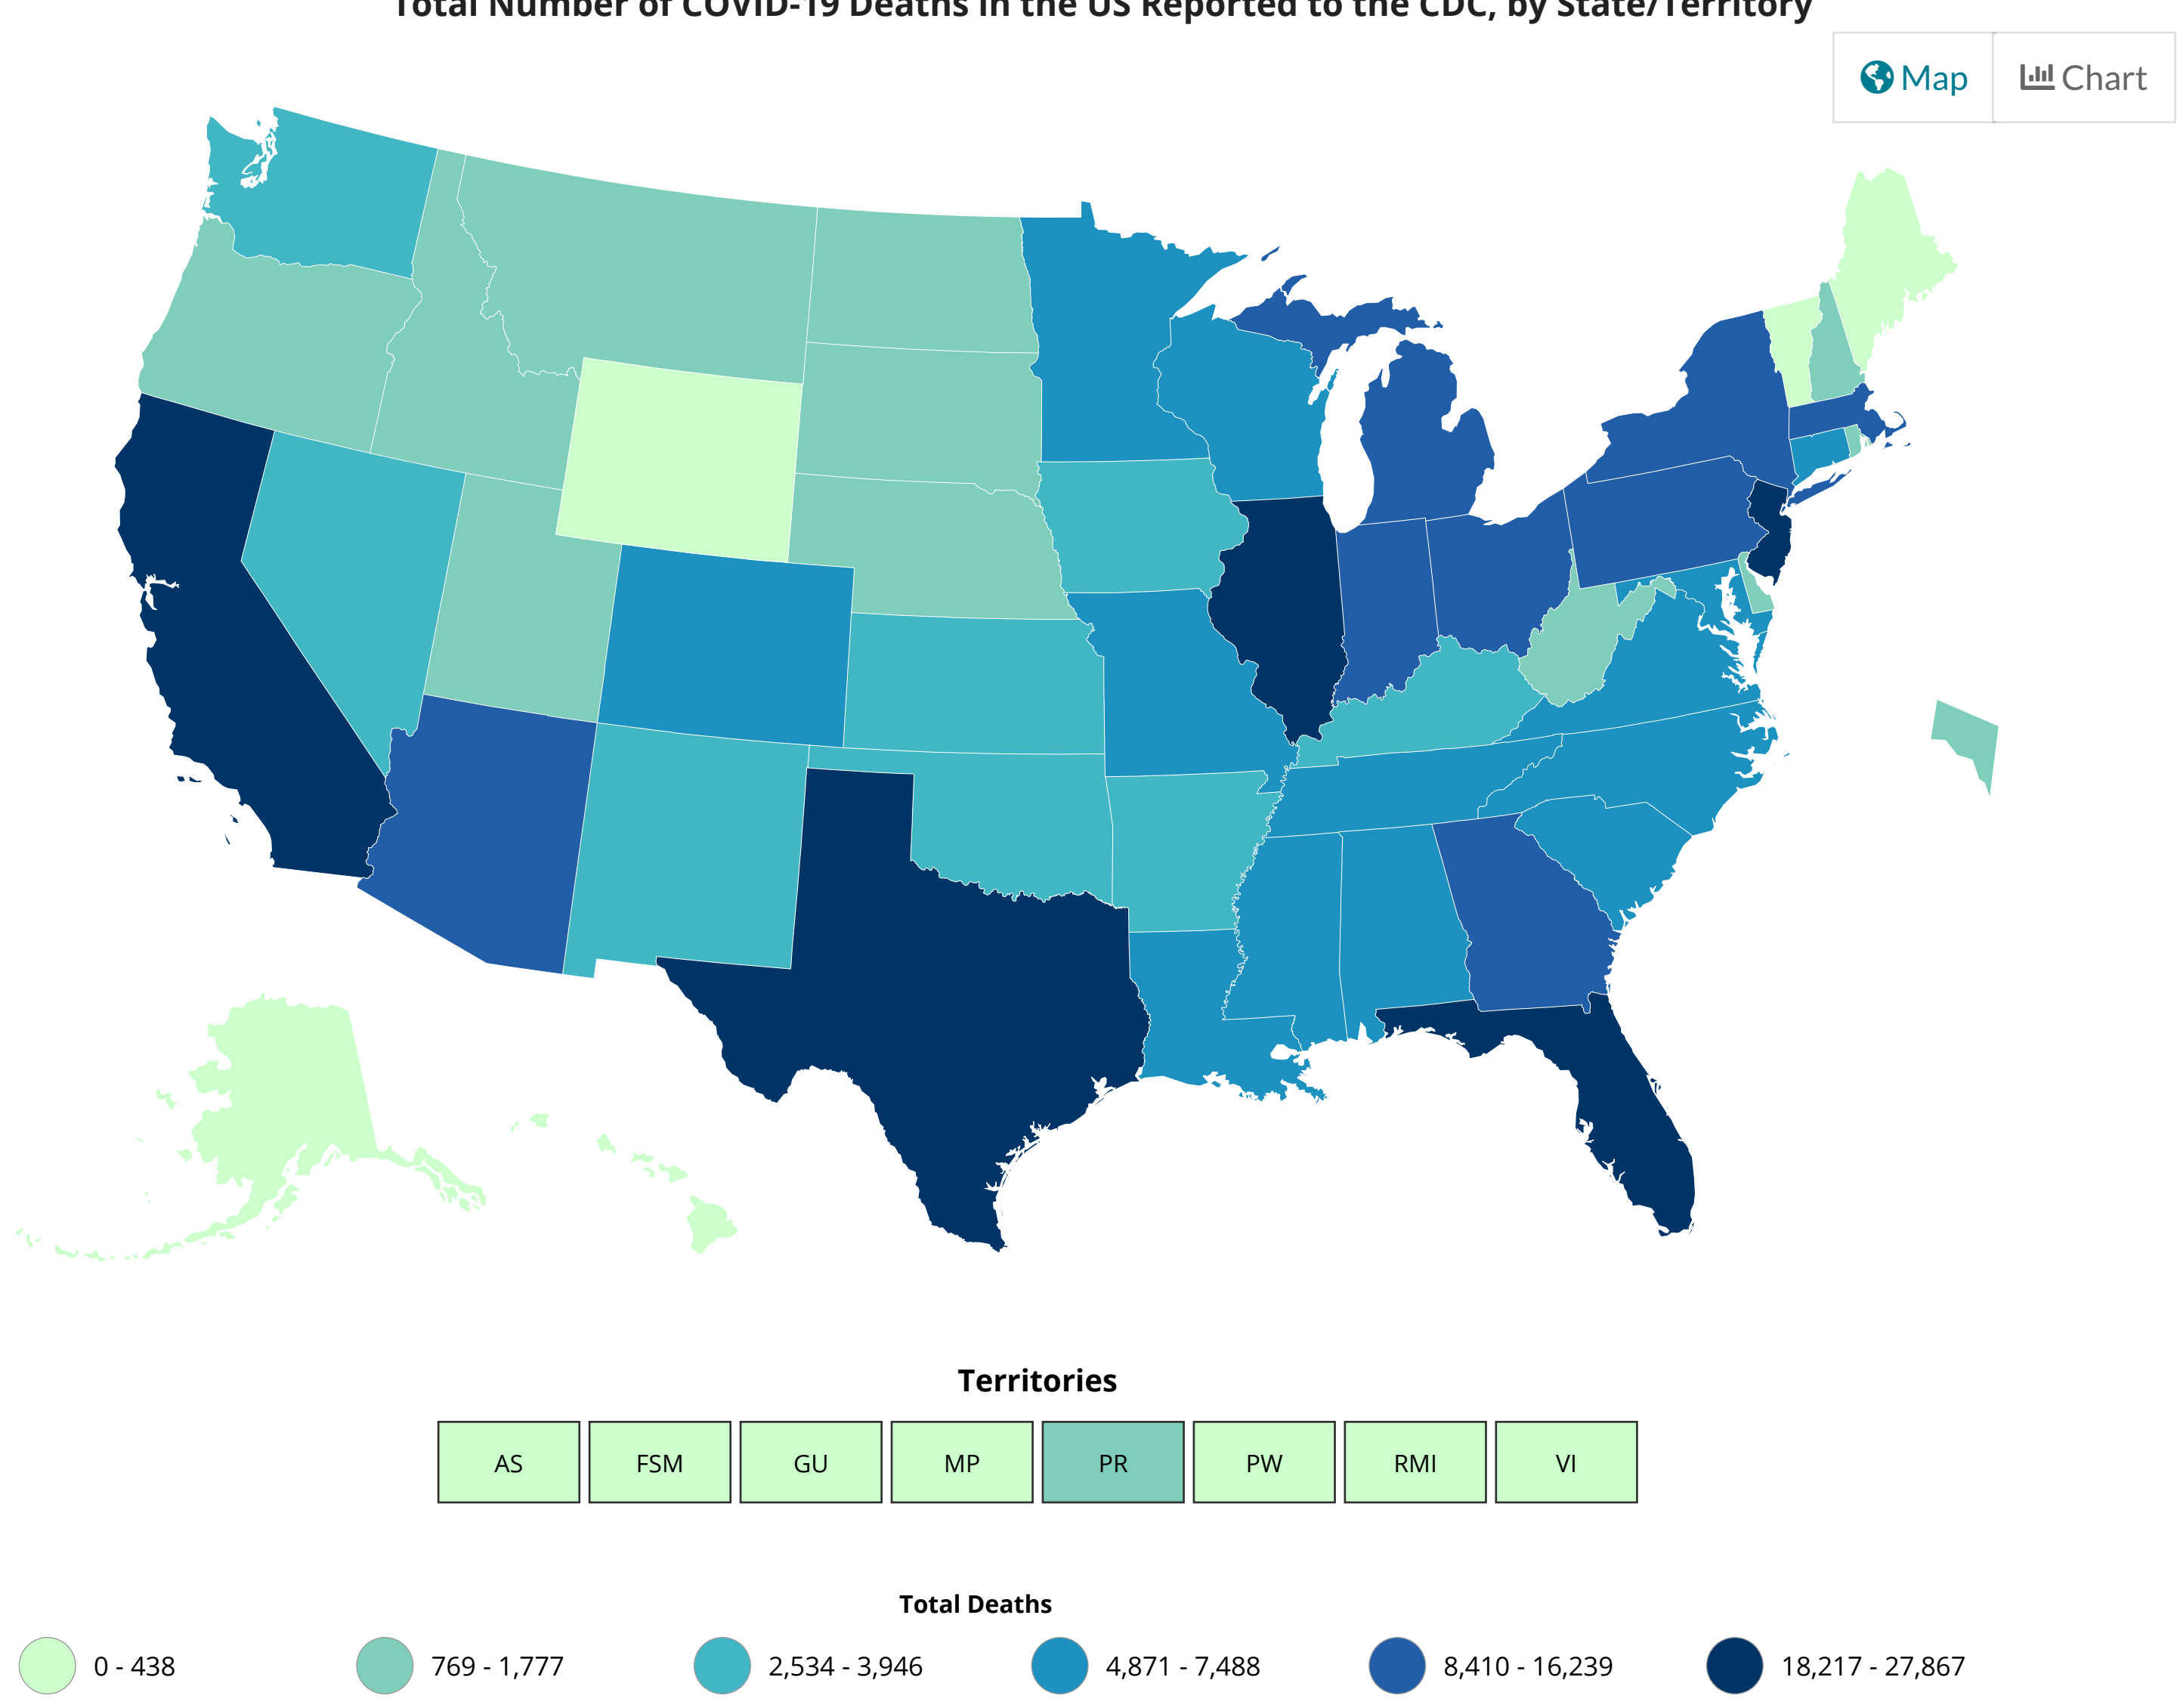 Total Number of COVID-19 Deaths in the US Reported to the CDC, by State/Territory
Map
Chart
Territories
AS
FSM
GU
MP
PR
PW
RMI
VI
Total Deaths
0 - 438
769 - 1,777
2,534 - 3,946
4,871 - 7,488
8,410 - 16,239
18,217 - 27,867